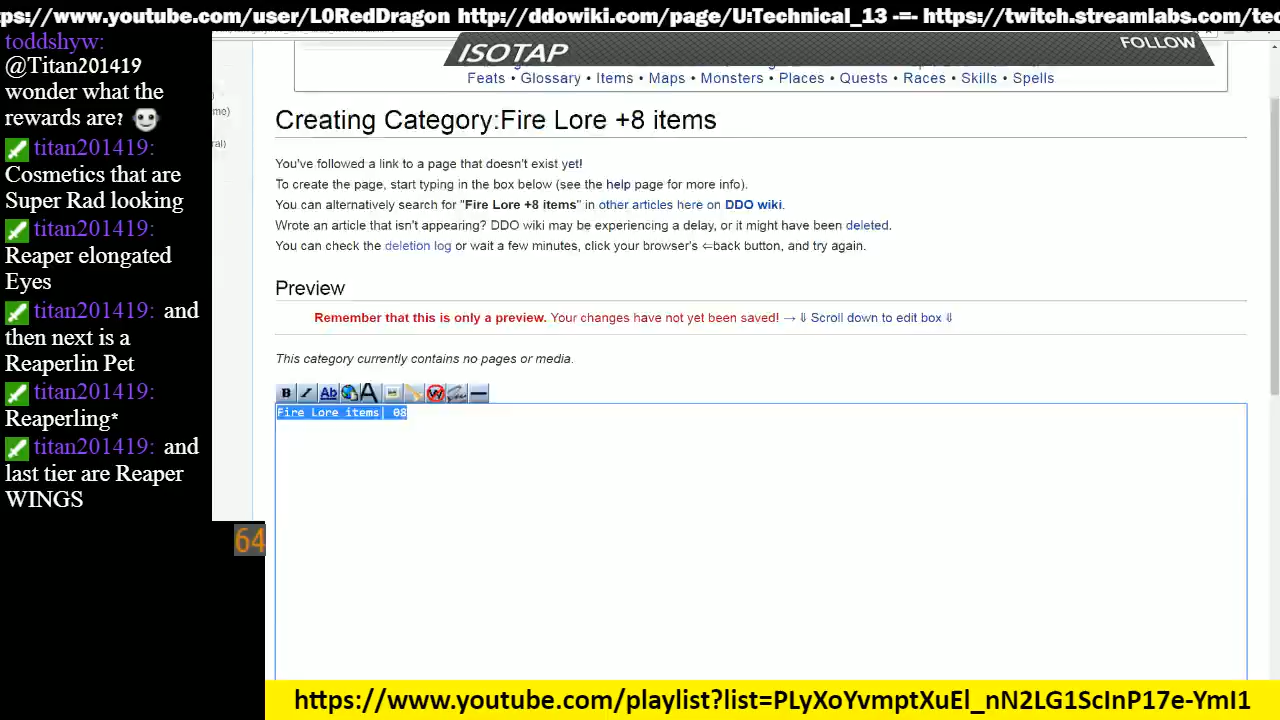 ps://www.youtube.com/user/L0RedDragon http://ddowiki.com/page/U:Technical_13 -=- https://twitch.streamlabs.com/tec
toddshyw:
@Titan201419
wonder what the
rewards are?
titan201419:
Cosmetics that are
Super Rad looking
titan201419:
Reaper elongated
Eyes
titan201419: and
then next is a
Reaperlin Pet
titan201419:
Reaperling*
titan201419: and
last tier are Reaper
WINGS
64
me)
ral)
ISOTAP
FOLLOW
Feats • Glossary • Items • Maps • Monsters • Places • Quests • Races • Skills • Spells
Creating Category:Fire Lore +8 items
You've followed a link to a page that doesn't exist yet!
To create the page, start typing in the box below (see the help page for more info).
You can alternatively search for "Fire Lore +8 items" in other articles here on DDO wiki.
Wrote an article that isn't appearing? DDO wiki may be experiencing a delay, or it might have been deleted.
You can check the deletion log or wait a few minutes, click your browser's ⇐back button, and try again.
Preview
Remember that this is only a preview. Your changes have not yet been saved! → ⇓ Scroll down to edit box ⇓
This category currently contains no pages or media.
B I Ab A W
Fire Lore items| 08
https://www.youtube.com/playlist?list=PLyXoYvmptXuEl_nN2LG1ScInP17e-YmI1